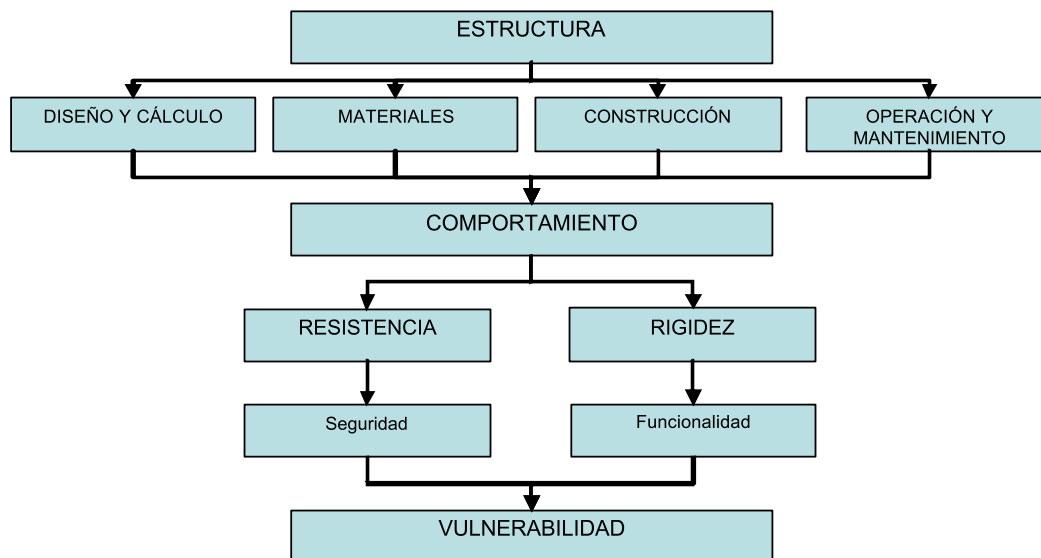 ESTRUCTURA
DISEÑO Y CÁLCULO
MATERIALES
CONSTRUCCIÓN
OPERACIÓN Y
MANTENIMIENTO
COMPORTAMIENTO
RESISTENCIA
RIGIDEZ
Seguridad
Funcionalidad
VULNERABILIDAD